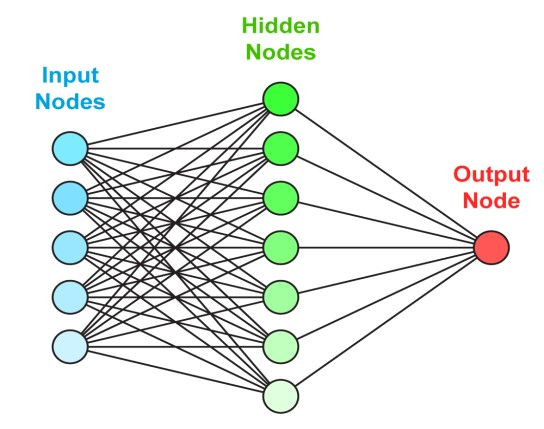 Hidden
Nodes
Input
Nodes
Output
Node